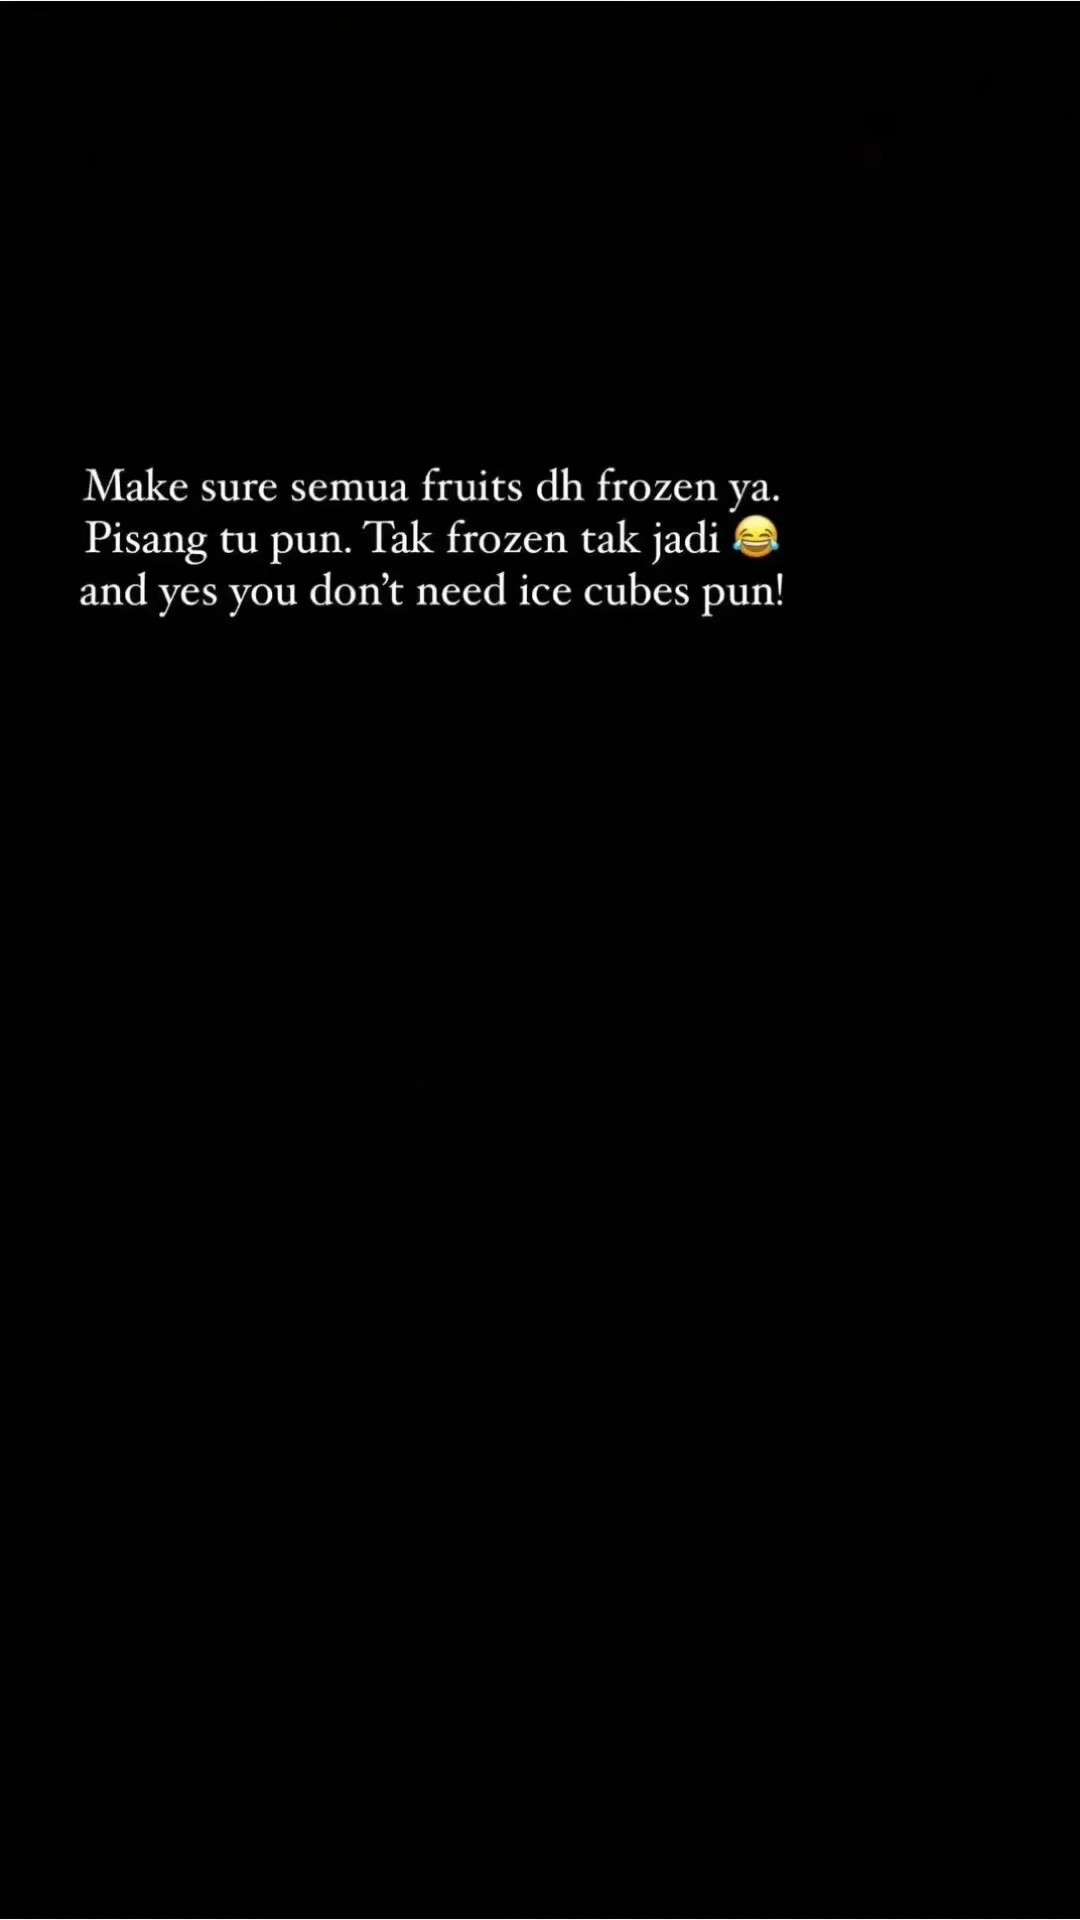 Make sure semua fruits dh frozen ya.
Pisang tu pun. Tak frozen tak jadi 😂
and yes you don’t need ice cubes pun!